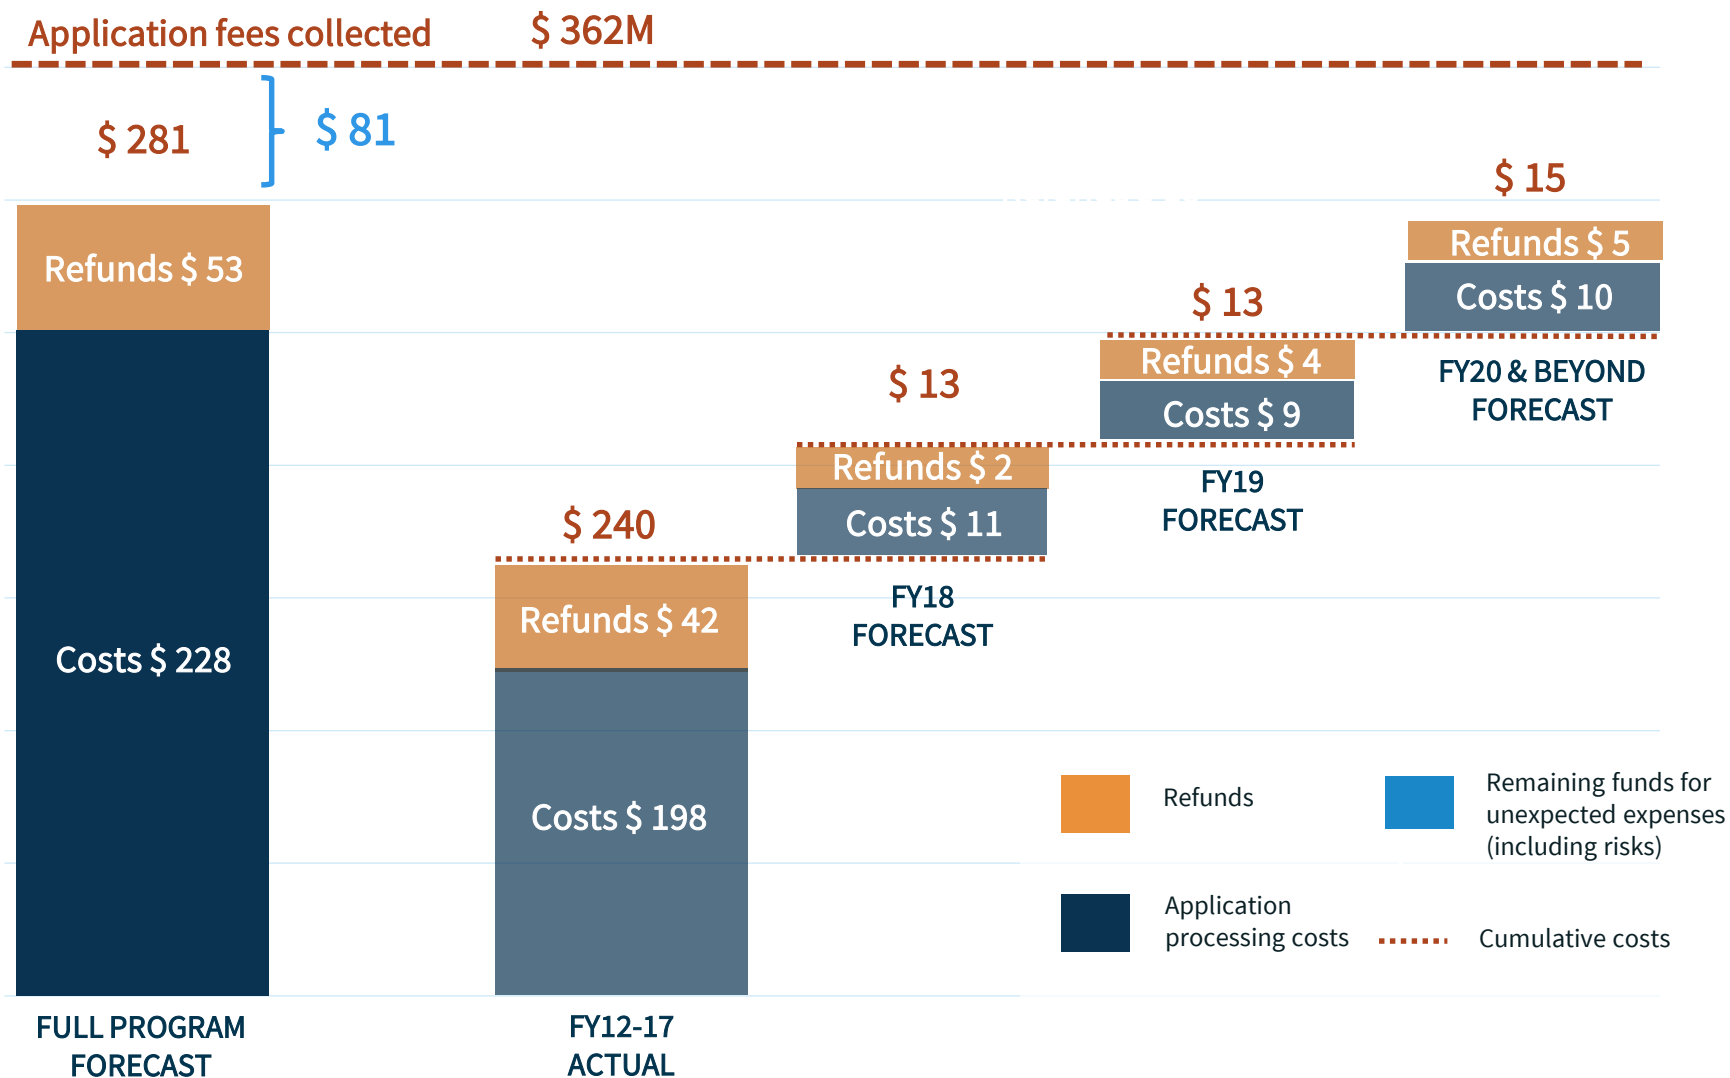 Application fees collected
$ 362M
$ 281
$ 81
Refunds $ 53
Costs $ 228
FULL PROGRAM
FORECAST
$ 240
Refunds $ 42
Costs $ 198
FY12-17
ACTUAL
$ 13
Refunds $ 2
Costs $ 11
FY18
FORECAST
$ 13
Refunds $ 4
Costs $ 9
FY19
FORECAST
$ 15
Refunds $ 5
Costs $ 10
FY20 & BEYOND
FORECAST
Refunds
Remaining funds for
unexpected expenses
(including risks)
Application
processing costs
Cumulative costs